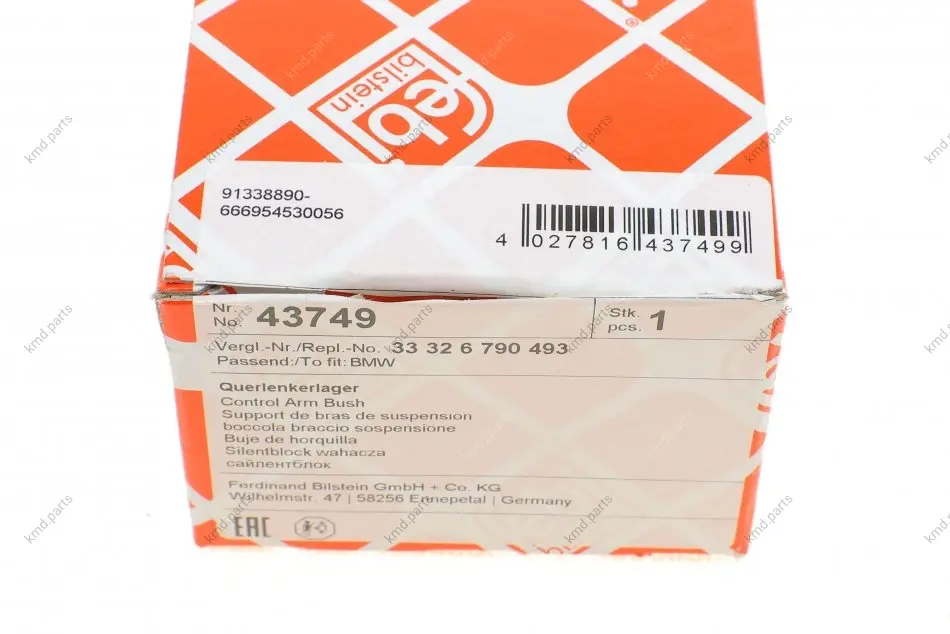 febi
bilstein
®
91338890-
666954530056
4 027816 437499
Nr.
No. 43749
Stk.
pcs. 1
Vergl.-Nr./Repl.-No. 33 32 6 790 493
Passend:/To fit: BMW
Querlenkerlager
Control Arm Bush
Support de bras de suspension
boccola braccio sospensione
Buje de horquilla
Silentblock wahacza
сайлентблок
Ferdinand Bilstein GmbH + Co. KG
Wilhelmstr. 47 | 58256 Ennepetal | Germany
EAC
kmd.parts